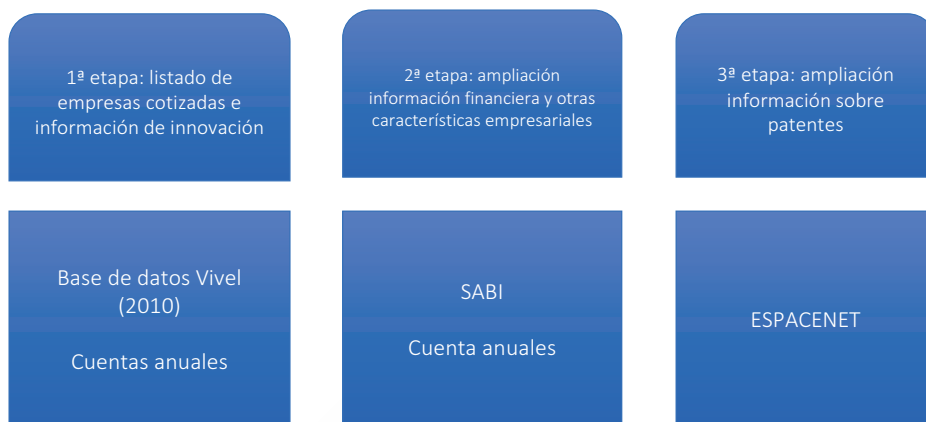 1ª etapa: listado de
empresas cotizadas e
información de innovación
2ª etapa: ampliación
información financiera y otras
características empresariales
3ª etapa: ampliación
información sobre
patentes
Base de datos Vivel
(2010)
Cuentas anuales
SABI
Cuenta anuales
ESPACENET